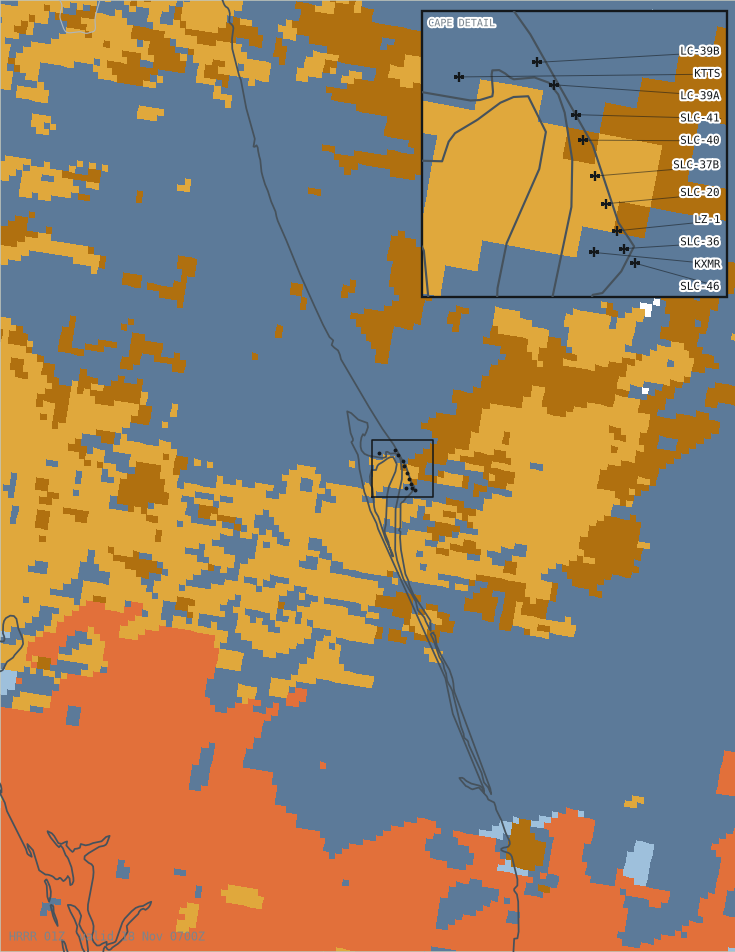 CAPE DETAIL
LC-39B
KTTS
LC-39A
SLC-41
SLC-40
SLC-37B
SLC-20
LZ-1
SLC-36
KXMR
SLC-46